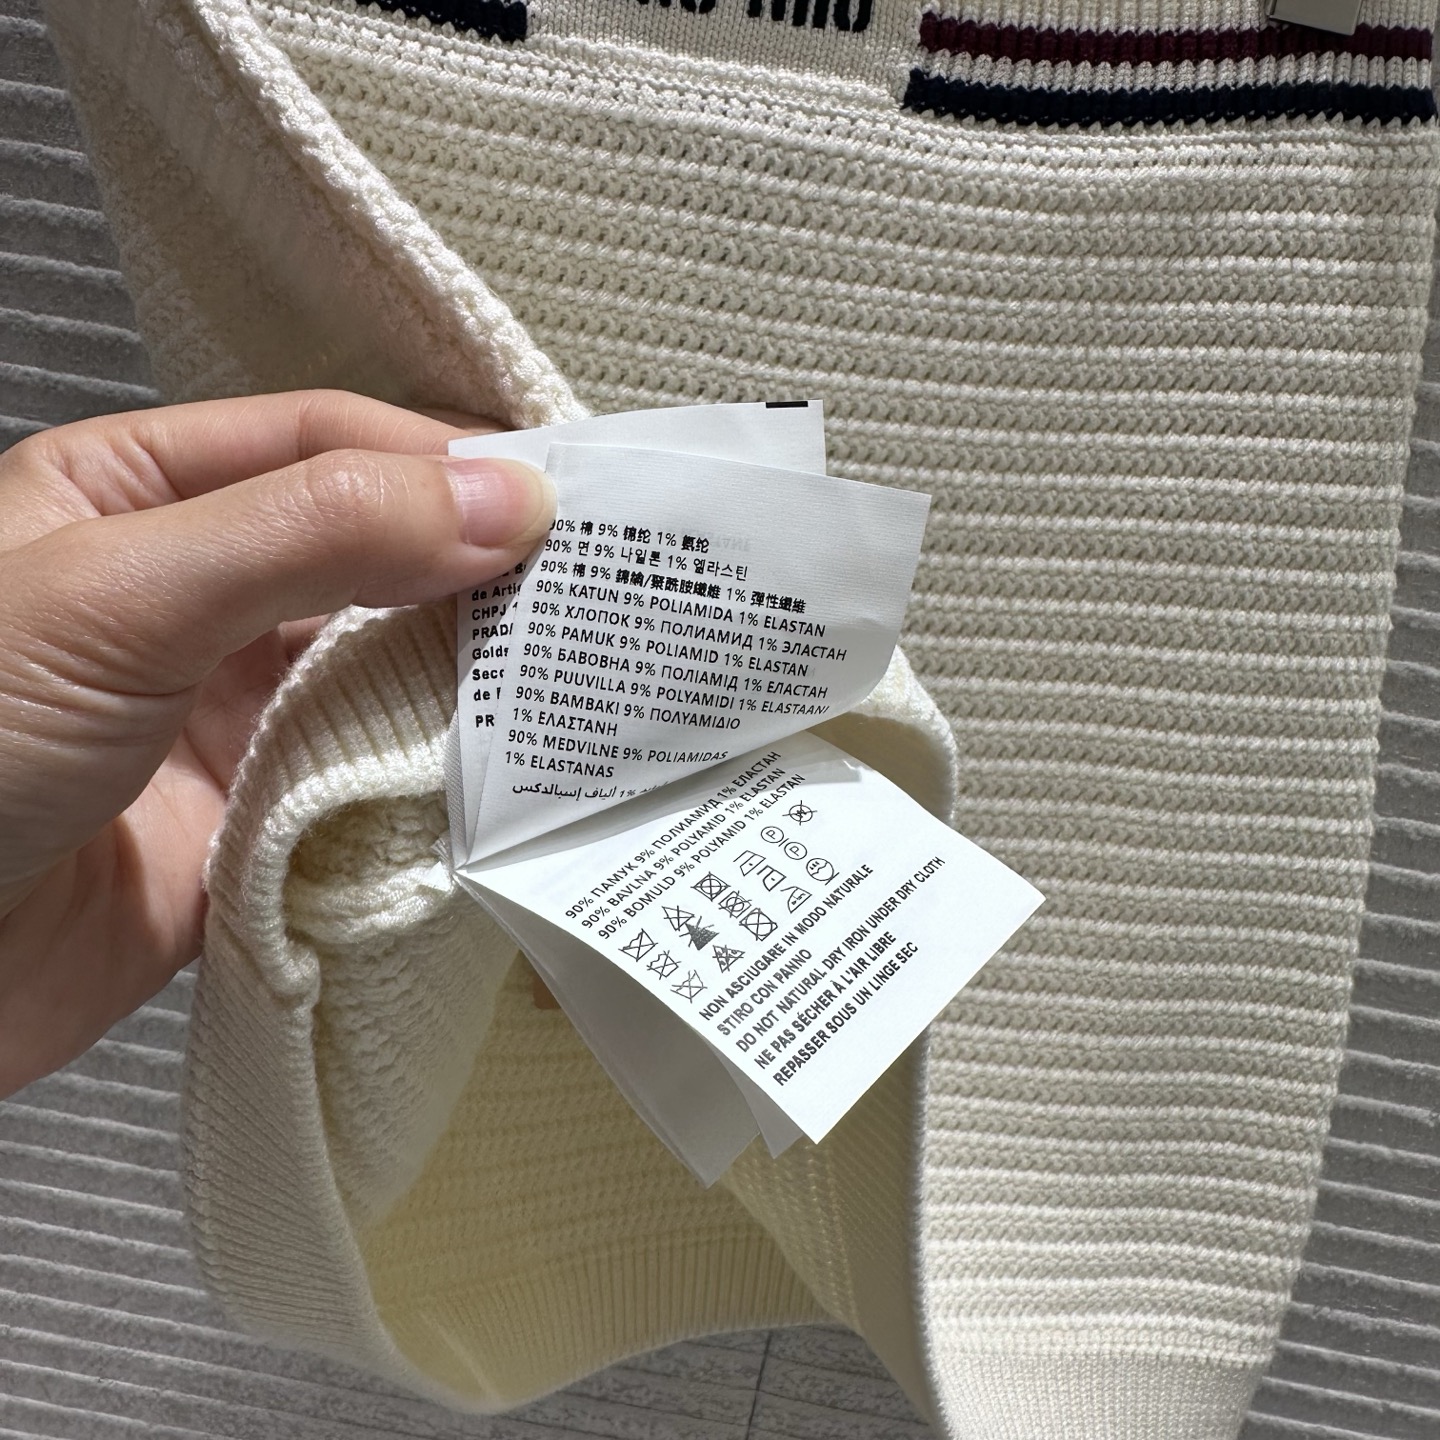 90% 棉 9% 锦纶 1% 氨纶
90% 면 9% 나일론 1% 엘라스틴
90% 棉 9% 錦綸/聚酰胺纖維 1% 彈性纖維
90% KATUN 9% POLIAMIDA 1% ELASTAN
90% ХЛОПОК 9% ПОЛИАМИД 1% ЭЛАСТАН
90% PAMUK 9% POLIAMID 1% ELASTAN
90% БАВОВНА 9% ПОЛІАМІД 1% ЕЛАСТАН
90% PUUVILLA 9% POLYAMIDI 1% ELASTAANI
90% ΒΑΜΒΑΚΙ 9% ΠΟΛΥΑΜΙΔΙΟ
1% ΕΛΑΣΤΑΝΗ
90% MEDVILNE 9% POLIAMIDAS
1% ELASTANAS
1% ألياف إسبالدكس
de
CHPJ
Golds
de
PR
90% ПАМУК 9% ПОЛИАМИД 1% ЕЛАСТАН
90% BAVLNA 9% POLYAMID 1% ELASTAN
90% BOMULD 9% POLYAMID 1% ELASTAN
NON ASCIUGARE IN MODO NATURALE
STIRO CON PANNO
DO NOT NATURAL DRY IRON UNDER DRY CLOTH
NE PAS SÉCHER À L'AIR LIBRE
REPASSER SOUS UN LINGE SEC